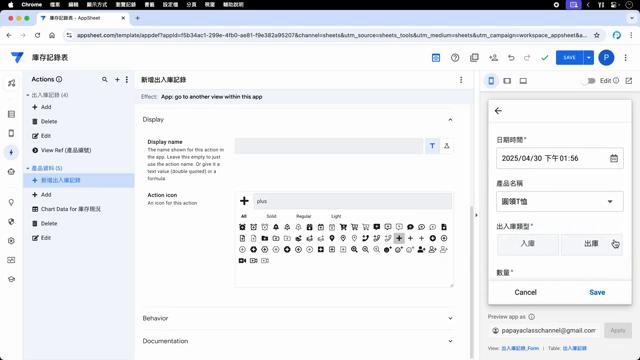 Chrome 檔案 編輯 顯示方式 瀏覽記錄 書籤 設定檔 分頁 視窗 輔助說明
庫存記錄表 - AppSheet
appsheet.com/template/appdef?appId=f5b34ac1-299e-4fb0-ae81-f9e382a95207&channel=sheets&utm_source=sheets_tools&utm_medium=sheets&utm_campaign=workspace_appsheet&a...
庫存記錄表
SAVE
P
Actions
出入庫記錄 (4)
Add
Delete
Edit
View Ref (產品編號)
產品資料 (5)
新增出入庫記錄
Add
Chart Data for 庫存現況
Delete
Edit
新增出入庫記錄
Effect: App: go to another view within this app
Display
Display name
The name shown for this action in
the app. Leave this empty to just
use the action name. Or give it a
text value (double quoted) or a
formula.
T
Action icon
An icon for this action
plus
All Solid Regular Light
Behavior
Documentation
Edit
日期時間*
2025/04/30 下午01:56
產品名稱
圓領T恤
出入庫類型*
入庫 出庫
數量*
Cancel Save
Preview app as
papayaclasschannel@gmail.com
Apply
View: 出入庫記錄_Form Table: 出入庫記錄